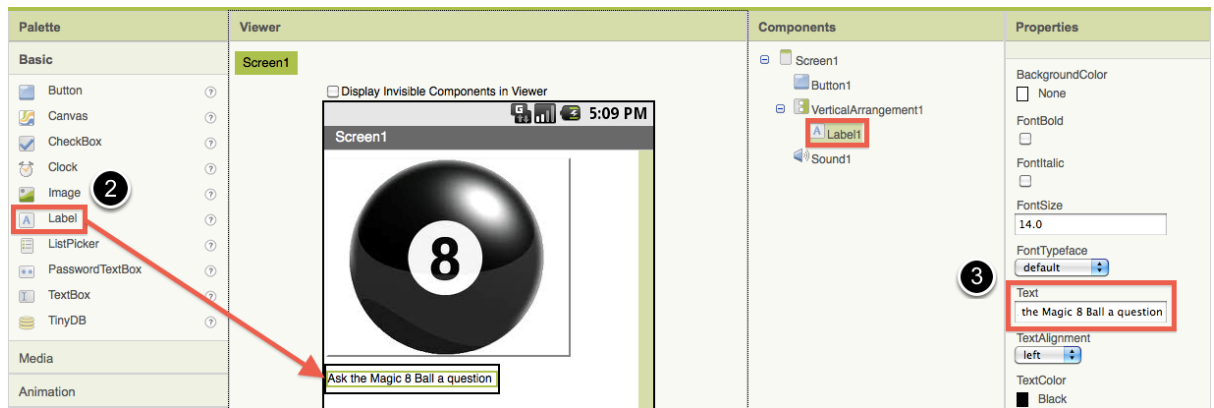 Palette
Basic
Button
Canvas
CheckBox
Clock
Image
2
Label
ListPicker
PasswordTextBox
TextBox
TinyDB
Media
Animation
Viewer
Screen1
Display Invisible Components in Viewer
5:09 PM
Screen1
8
Ask the Magic 8 Ball a question
Components
Screen1
Button1
VerticalArrangement1
A Label1
Sound1
Properties
BackgroundColor
None
FontBold
FontItalic
FontSize
14.0
FontTypeface
default
3
Text
the Magic 8 Ball a question
TextAlignment
left
TextColor
Black